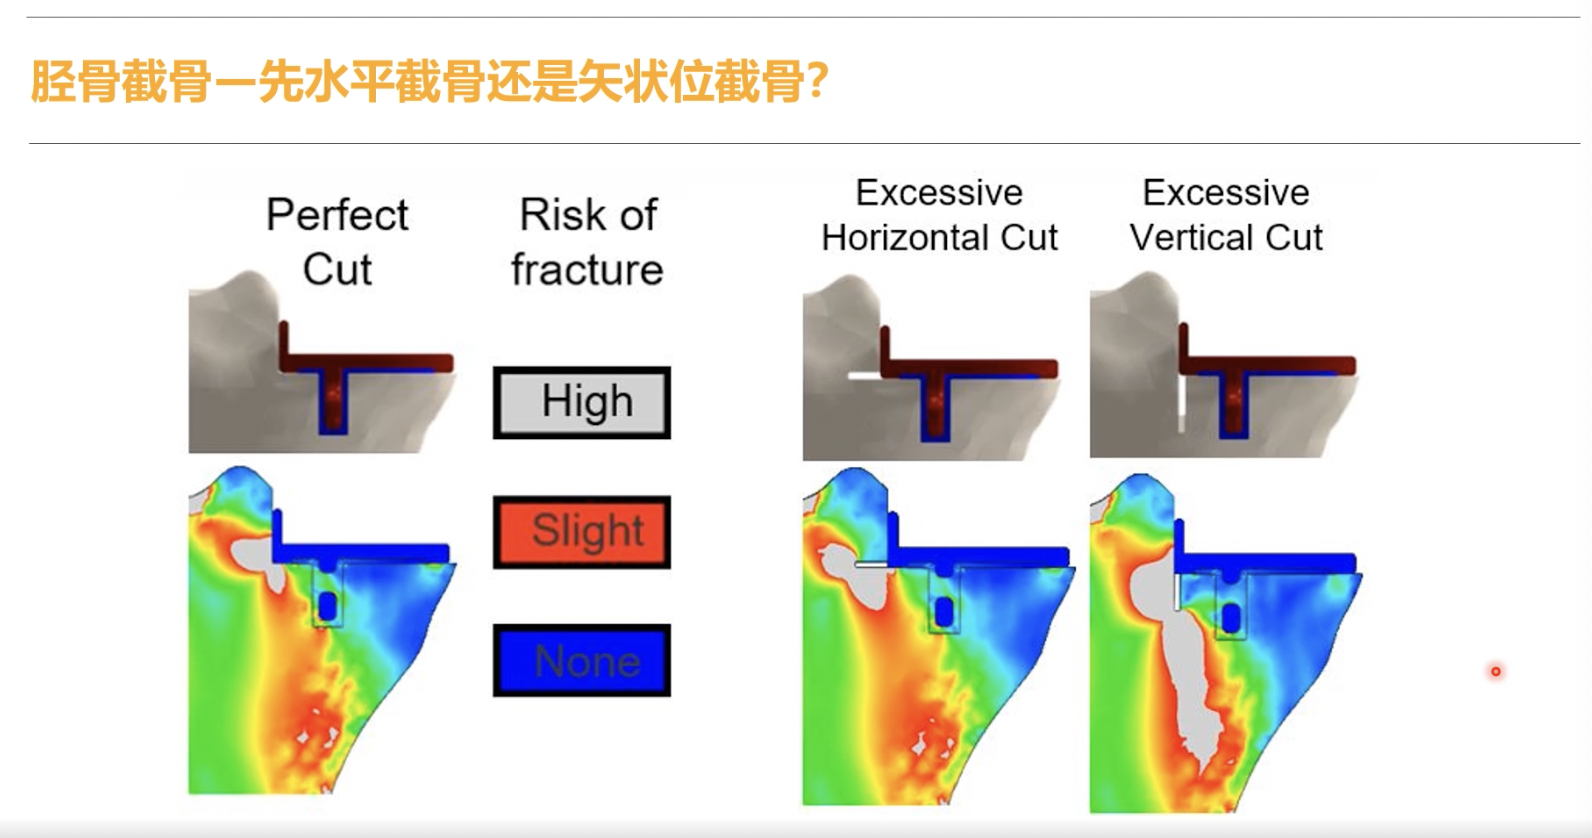 胫骨截骨—先水平截骨还是矢状位截骨?
Perfect
Cut
Risk of
fracture
High
Slight
None
Excessive
Horizontal Cut
Excessive
Vertical Cut